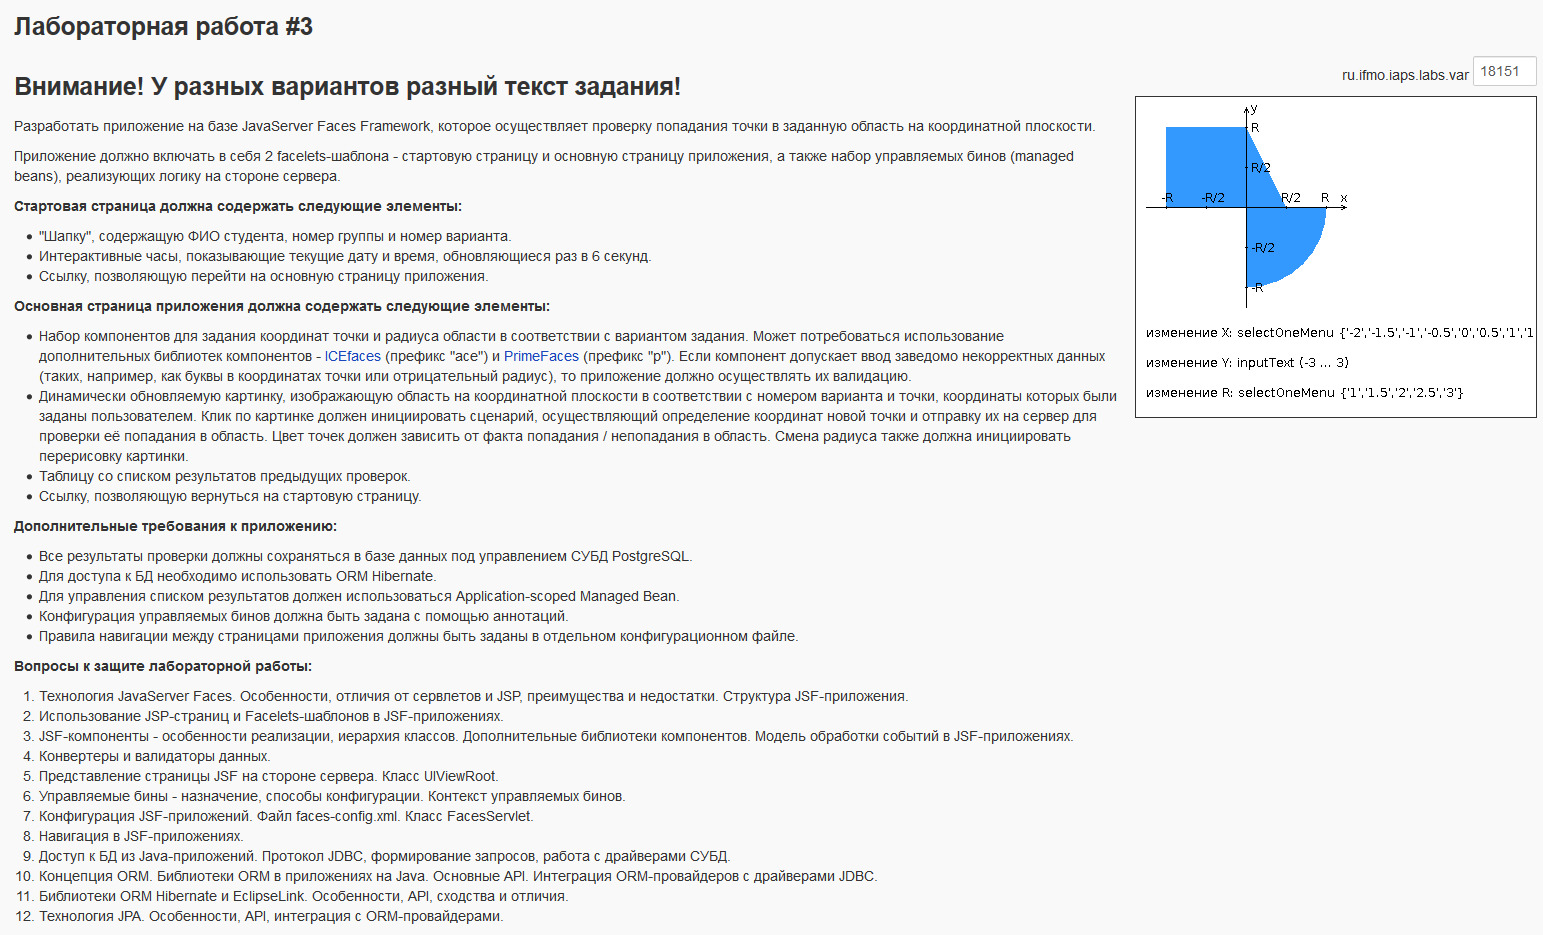 Лабораторная работа #3
Внимание! У разных вариантов разный текст задания!
ru.ifmo.iaps.labs.var 18151
Разработать приложение на базе JavaServer Faces Framework, которое осуществляет проверку попадания точки в заданную область на координатной плоскости.
Приложение должно включать в себя 2 facelets-шаблона - стартовую страницу и основную страницу приложения, а также набор управляемых бинов (managed
beans), реализующих логику на стороне сервера.
Стартовая страница должна содержать следующие элементы:
• "Шапку", содержащую ФИО студента, номер группы и номер варианта.
• Интерактивные часы, показывающие текущие дату и время, обновляющиеся раз в 6 секунд.
• Ссылку, позволяющую перейти на основную страницу приложения.
Основная страница приложения должна содержать следующие элементы:
• Набор компонентов для задания координат точки и радиуса области в соответствии с вариантом задания. Может потребоваться использование
дополнительных библиотек компонентов - ICEfaces (префикс "ace") и PrimeFaces (префикс "p"). Если компонент допускает ввод заведомо некорректных данных
(таких, например, как буквы в координатах точки или отрицательный радиус), то приложение должно осуществлять их валидацию.
• Динамически обновляемую картинку, изображающую область на координатной плоскости в соответствии с номером варианта и точки, координаты которых были
заданы пользователем. Клик по картинке должен инициировать сценарий, осуществляющий определение координат новой точки и отправку их на сервер для
проверки её попадания в область. Цвет точек должен зависить от факта попадания / непопадания в область. Смена радиуса также должна инициировать
перерисовку картинки.
• Таблицу со списком результатов предыдущих проверок.
• Ссылку, позволяющую вернуться на стартовую страницу.
Дополнительные требования к приложению:
• Все результаты проверки должны сохраняться в базе данных под управлением СУБД PostgreSQL.
• Для доступа к БД необходимо использовать ORM Hibernate.
• Для управления списком результатов должен использоваться Application-scoped Managed Bean.
• Конфигурация управляемых бинов должна быть задана с помощью аннотаций.
• Правила навигации между страницами приложения должны быть заданы в отдельном конфигурационном файле.
Вопросы к защите лабораторной работы:
1. Технология JavaServer Faces. Особенности, отличия от сервлетов и JSP, преимущества и недостатки. Структура JSF-приложения.
2. Использование JSP-страниц и Facelets-шаблонов в JSF-приложениях.
3. JSF-компоненты - особенности реализации, иерархия классов. Дополнительные библиотеки компонентов. Модель обработки событий в JSF-приложениях.
4. Конвертеры и валидаторы данных.
5. Представление страницы JSF на стороне сервера. Класс UIViewRoot.
6. Управляемые бины - назначение, способы конфигурации. Контекст управляемых бинов.
7. Конфигурация JSF-приложений. Файл faces-config.xml. Класс FacesServlet.
8. Навигация в JSF-приложениях.
9. Доступ к БД из Java-приложений. Протокол JDBC, формирование запросов, работа с драйверами СУБД.
10. Концепция ORM. Библиотеки ORM в приложениях на Java. Основные API. Интеграция ORM-провайдеров с драйверами JDBC.
11. Библиотеки ORM Hibernate и EclipseLink. Особенности, API, сходства и отличия.
12. Технология JPA. Особенности, API, интеграция с ORM-провайдерами.
y
R
R/2
-R -R/2 R/2 R x
-R/2
-R
изменение X: selectOneMenu {'-2','-1.5','-1','-0.5','0','0.5','1','1
изменение Y: inputText (-3 ... 3)
изменение R: selectOneMenu {'1','1.5','2','2.5','3'}